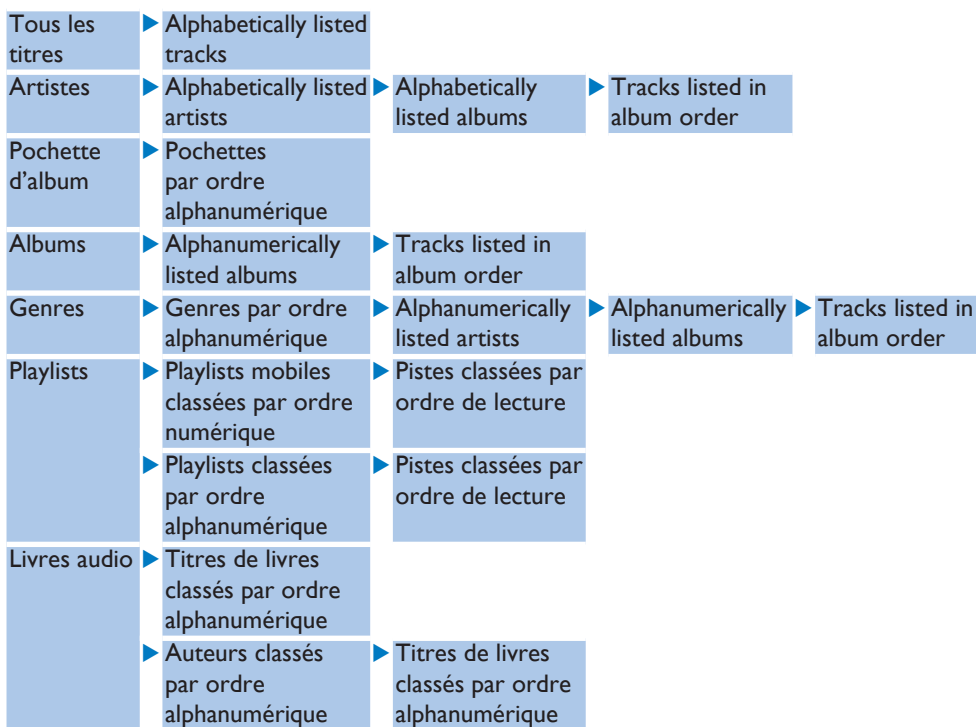 Tous les
titres
Alphabetically listed
tracks
Artistes
Alphabetically listed
artists
Alphabetically
listed albums
Tracks listed in
album order
Pochette
d'album
Pochettes
par ordre
alphanumérique
Albums
Alphanumerically
listed albums
Tracks listed in
album order
Genres
Genres par ordre
alphanumérique
Alphanumerically
listed artists
Alphanumerically
listed albums
Tracks listed in
album order
Playlists
Playlists mobiles
classées par ordre
numérique
Pistes classées par
ordre de lecture
Playlists classées
par ordre
alphanumérique
Pistes classées par
ordre de lecture
Livres audio
Titres de livres
classés par ordre
alphanumérique
Auteurs classés
par ordre
alphanumérique
Titres de livres
classés par ordre
alphanumérique